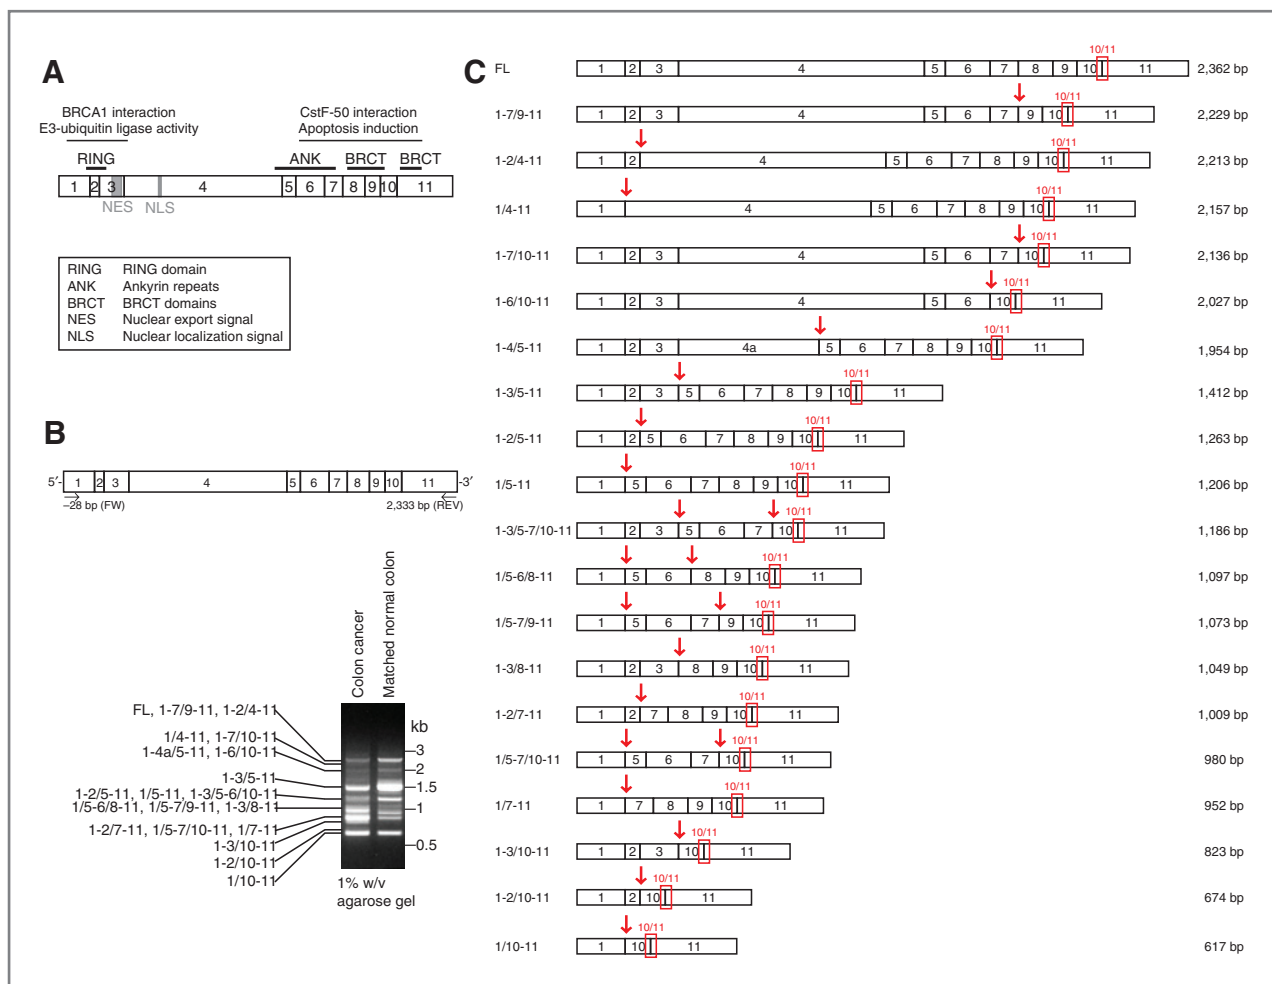 A
BRCA1 interaction
E3-ubiquitin ligase activity
CstF-50 interaction
Apoptosis induction
RING
ANK
BRCT
BRCT
1 2 3 4 5 6 7 8 9 10 11
NES
NLS
RING RING domain
ANK Ankyrin repeats
BRCT BRCT domains
NES Nuclear export signal
NLS Nuclear localization signal
B
5′- 1 2 3 4 5 6 7 8 9 10 11 -3′
–28 bp (FW)
2,333 bp (REV)
Colon cancer
Matched normal colon
kb
3
2
1.5
1
0.5
FL, 1-7/9-11, 1-2/4-11
1/4-11, 1-7/10-11
1-4a/5-11, 1-6/10-11
1-3/5-11
1-2/5-11, 1/5-11, 1-3/5-6/10-11
1/5-6/8-11, 1/5-7/9-11, 1-3/8-11
1-2/7-11, 1/5-7/10-11, 1/7-11
1-3/10-11
1-2/10-11
1/10-11
1% w/v
agarose gel
C
10/11
FL 1 2 3 4 5 6 7 8 9 10 11 2,362 bp
10/11
1-7/9-11 1 2 3 4 5 6 7 9 10 11 2,229 bp
10/11
1-2/4-11 1 2 4 5 6 7 8 9 10 11 2,213 bp
10/11
1/4-11 1 4 5 6 7 8 9 10 11 2,157 bp
10/11
1-7/10-11 1 2 3 4 5 6 7 10 11 2,136 bp
10/11
1-6/10-11 1 2 3 4 5 6 10 11 2,027 bp
10/11
1-4/5-11 1 2 3 4a 5 6 7 8 9 10 11 1,954 bp
10/11
1-3/5-11 1 2 3 5 6 7 8 9 10 11 1,412 bp
10/11
1-2/5-11 1 2 5 6 7 8 9 10 11 1,263 bp
10/11
1/5-11 1 5 6 7 8 9 10 11 1,206 bp
10/11
1-3/5-7/10-11 1 2 3 5 6 7 10 11 1,186 bp
10/11
1/5-6/8-11 1 5 6 8 9 10 11 1,097 bp
10/11
1/5-7/9-11 1 5 6 7 9 10 11 1,073 bp
10/11
1-3/8-11 1 2 3 8 9 10 11 1,049 bp
10/11
1-2/7-11 1 2 7 8 9 10 11 1,009 bp
10/11
1/5-7/10-11 1 5 6 7 10 11 980 bp
10/11
1/7-11 1 7 8 9 10 11 952 bp
10/11
1-3/10-11 1 2 3 10 11 823 bp
10/11
1-2/10-11 1 2 10 11 674 bp
10/11
1/10-11 1 10 11 617 bp